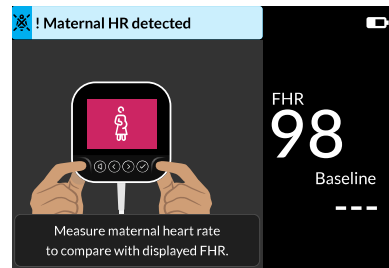 ! Maternal HR detected
FHR
98
Baseline
---
Measure maternal heart rate
to compare with displayed FHR.